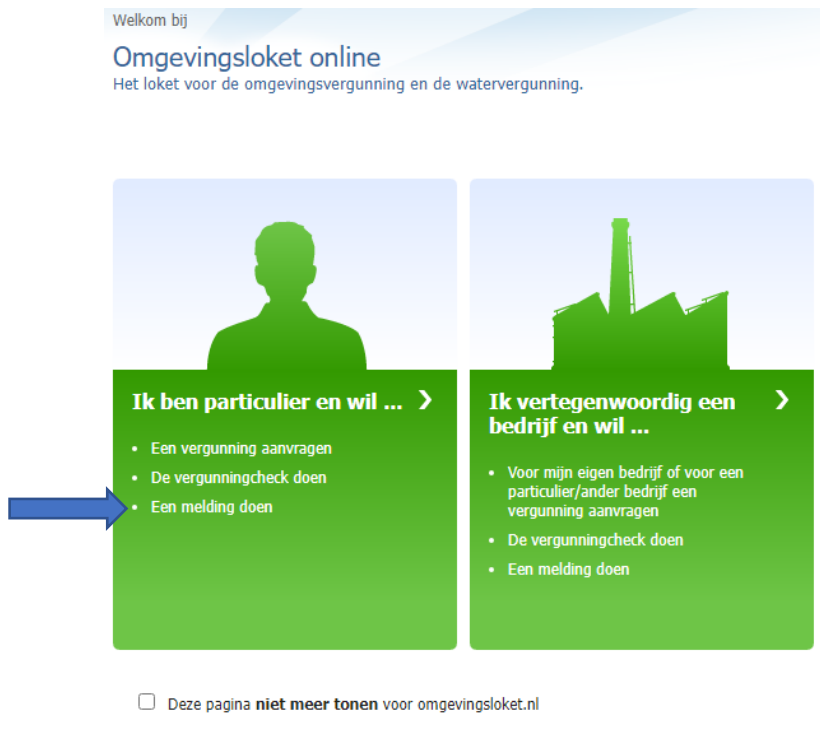 Welkom bij
Omgevingsloket online
Het loket voor de omgevingsvergunning en de watervergunning.
Ik ben particulier en wil ...
• Een vergunning aanvragen
• De vergunningcheck doen
• Een melding doen
Ik vertegenwoordig een
bedrijf en wil ...
• Voor mijn eigen bedrijf of voor een
particulier/ander bedrijf een
vergunning aanvragen
• De vergunningcheck doen
• Een melding doen
Deze pagina niet meer tonen voor omgevingsloket.nl